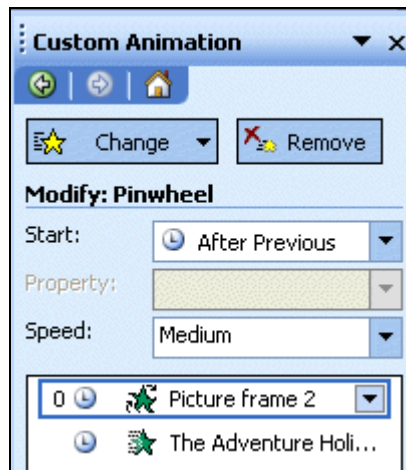 Custom Animation
Change Remove
Modify: Pinwheel
Start: After Previous
Property:
Speed: Medium
0 Picture frame 2
The Adventure Holi...